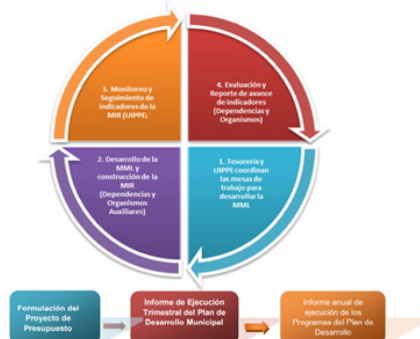 3. Monitoreo y
Seguimiento de
indicadores de la
MIR (UIPPE)
4. Evaluación y
Reporte de avance
de indicadores
(Dependencias y
Organismos)
2. Desarrollo de la
MML y
construcción de la
MIR
(Dependencias y
Organismos
Auxiliares)
1. Tesorería y
UIPPE coordinan
las mesas de
trabajo para
desarrollar la
MML
Formulación del
Proyecto de
Presupuesto
Informe de Ejecución
Trimestral del Plan de
Desarrollo Municipal
Informe anual de
ejecución de los
Programas del Plan de
Desarrollo